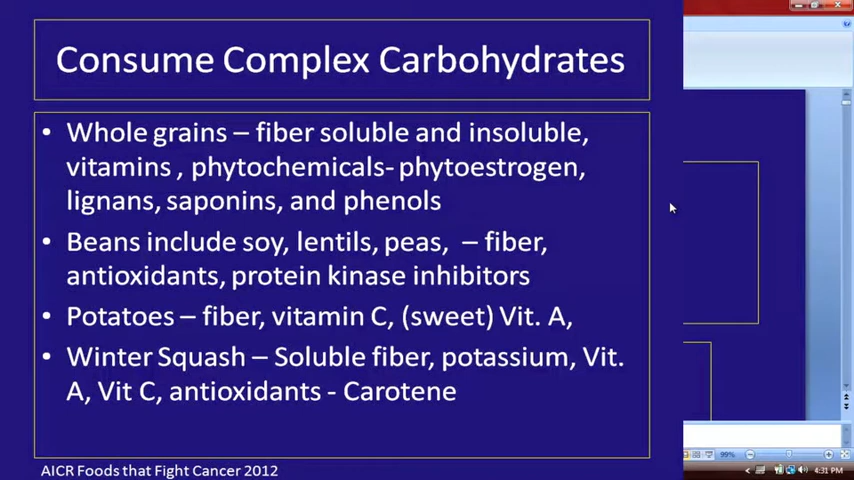 Consume Complex Carbohydrates
• Whole grains – fiber soluble and insoluble,
vitamins , phytochemicals- phytoestrogen,
lignans, saponins, and phenols
• Beans include soy, lentils, peas, – fiber,
antioxidants, protein kinase inhibitors
• Potatoes – fiber, vitamin C, (sweet) Vit. A,
• Winter Squash – Soluble fiber, potassium, Vit.
A, Vit C, antioxidants - Carotene
AICR Foods that Fight Cancer 2012
99%
4:31 PM